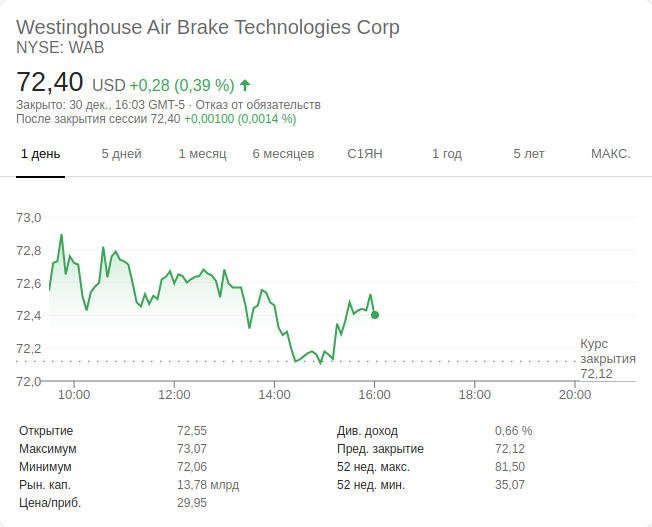 Westinghouse Air Brake Technologies Corp
NYSE: WAB
72,40 USD +0,28 (0,39 %)
Закрыто: 30 дек., 16:03 GMT-5 · Отказ от обязательств
После закрытия сессии 72,40 +0,00100 (0,0014 %)
1 день 5 дней 1 месяц 6 месяцев С1ЯН 1 год 5 лет МАКС.
73,0
72,8
72,6
72,4
72,2
72,0
Курс
закрытия
72,12
10:00 12:00 14:00 16:00 18:00 20:00
Открытие 72,55 Див. доход 0,66 %
Максимум 73,07 Пред. закрытие 72,12
Минимум 72,06 52 нед. макс. 81,50
Рын. кап. 13,78 млрд 52 нед. мин. 35,07
Цена/приб. 29,95